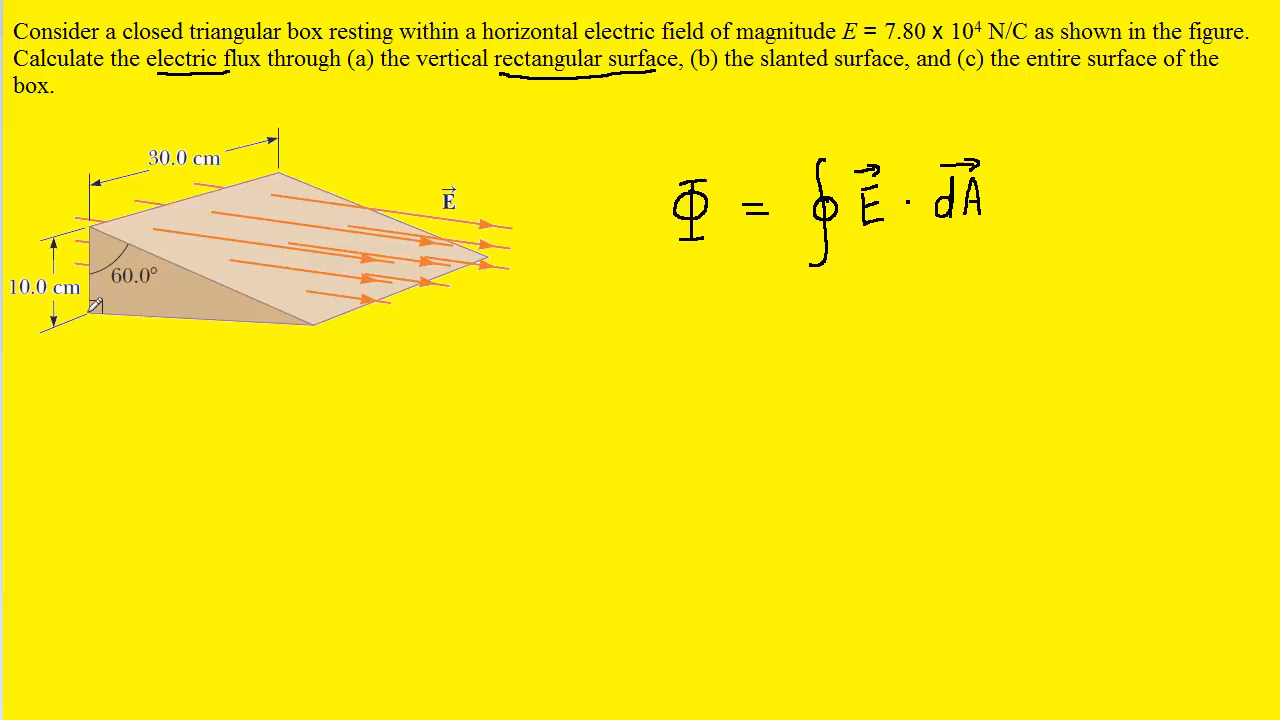 Consider a closed triangular box resting within a horizontal electric field of magnitude E = 7.80 x 10⁴ N/C as shown in the figure.
Calculate the electric flux through (a) the vertical rectangular surface, (b) the slanted surface, and (c) the entire surface of the
box.
30.0 cm
E⃗
Φ = ∮ E⃗ · dA⃗
60.0°
10.0 cm